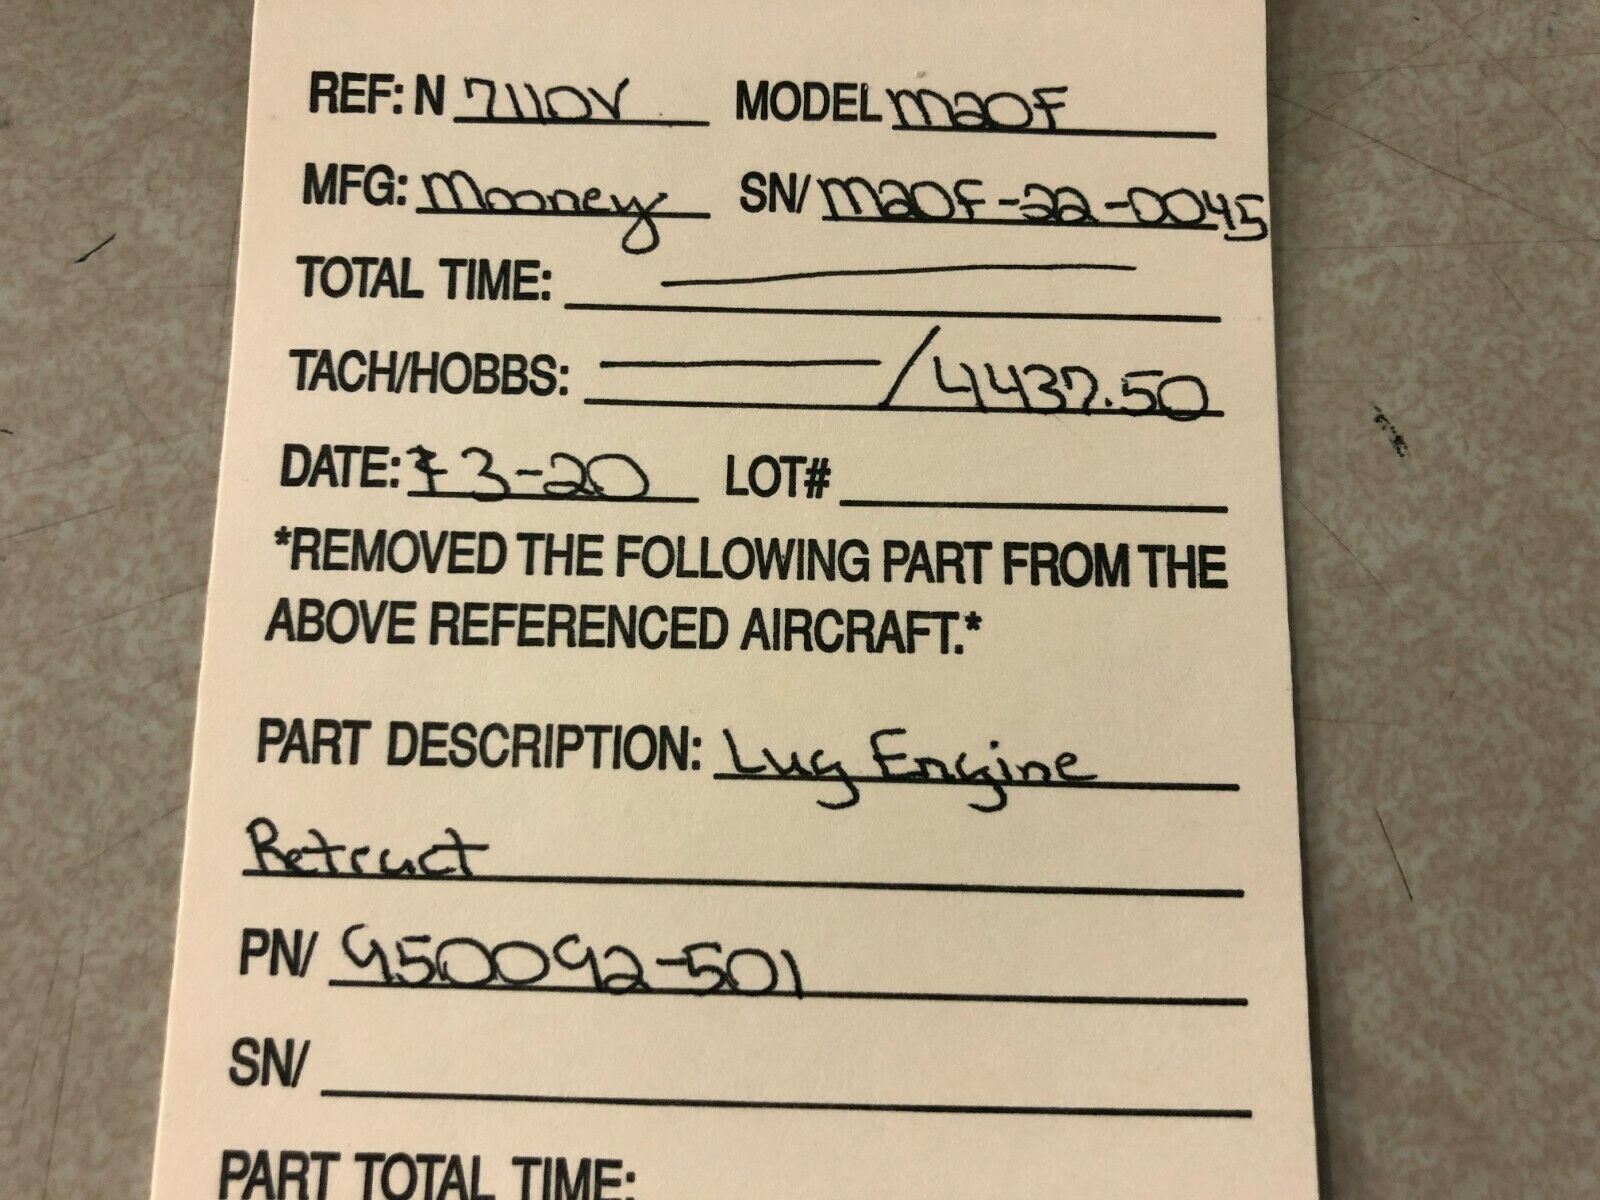 REF: N 7110V MODEL M20F
MFG: Mooney SN/ M20F-22-0045
TOTAL TIME: —
TACH/HOBBS: — /4437.50
DATE: 3-20 LOT#
*REMOVED THE FOLLOWING PART FROM THE
ABOVE REFERENCED AIRCRAFT.*
PART DESCRIPTION: Lug Engine
Retract
PN/ 950092-501
SN/
PART TOTAL TIME: